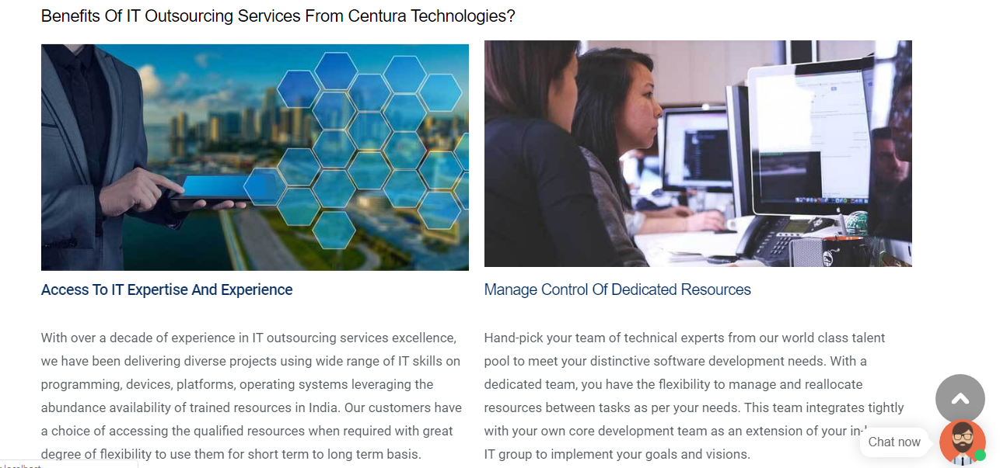 Benefits Of IT Outsourcing Services From Centura Technologies?
Access To IT Expertise And Experience
With over a decade of experience in IT outsourcing services excellence,
we have been delivering diverse projects using wide range of IT skills on
programming, devices, platforms, operating systems leveraging the
abundance availability of trained resources in India. Our customers have
a choice of accessing the qualified resources when required with great
degree of flexibility to use them for short term to long term basis.
Manage Control Of Dedicated Resources
Hand-pick your team of technical experts from our world class talent
pool to meet your distinctive software development needs. With a
dedicated team, you have the flexibility to manage and reallocate
resources between tasks as per your needs. This team integrates tightly
with your own core development team as an extension of your
IT group to implement your goals and visions.
Chat now